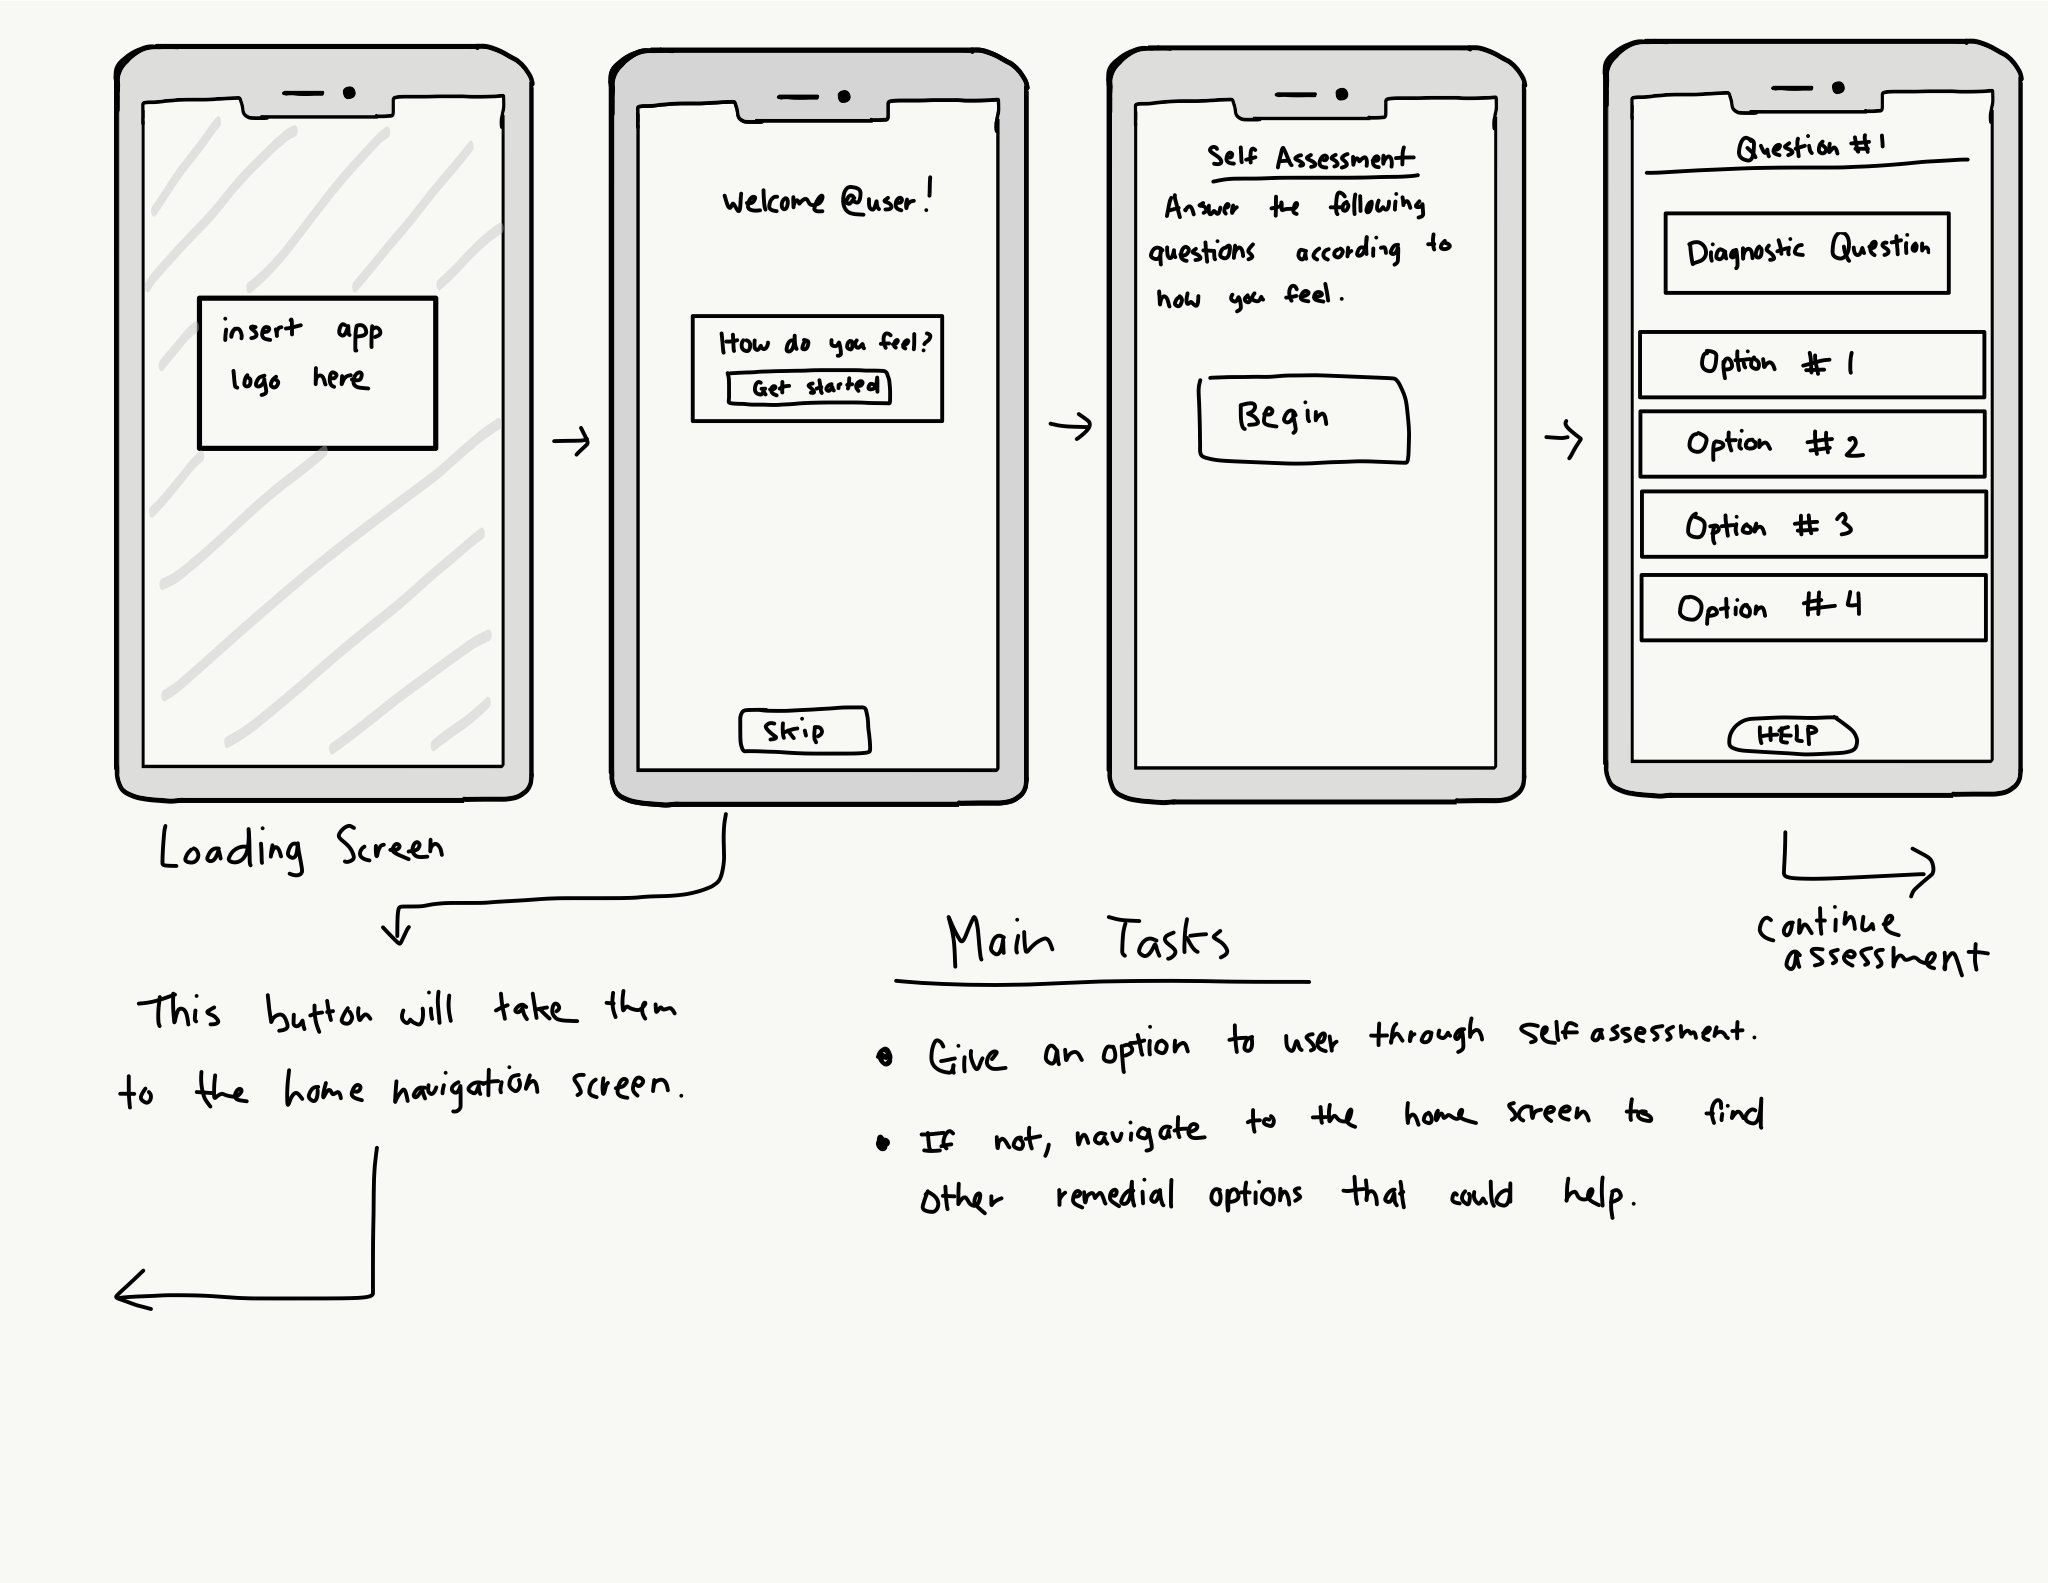 insert app
logo here
Loading Screen
Welcome @user!
How do you feel?
Get started
Skip
This button will take them
to the home navigation screen.
Self Assessment
Answer the following
questions according to
how you feel.
Begin
Question #1
Diagnostic Question
Option #1
Option #2
Option #3
Option #4
HELP
continue
assessment
Main Tasks
• Give an option to user through self assessment.
• If not, navigate to the home screen to find
other remedial options that could help.